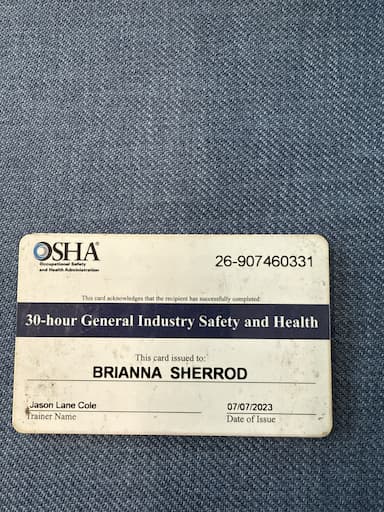 OSHA®
Occupational Safety
and Health Administration
26-907460331
This card acknowledges that the recipient has successfully completed:
30-hour General Industry Safety and Health
This card issued to:
BRIANNA SHERROD
Jason Lane Cole 07/07/2023
Trainer Name Date of Issue